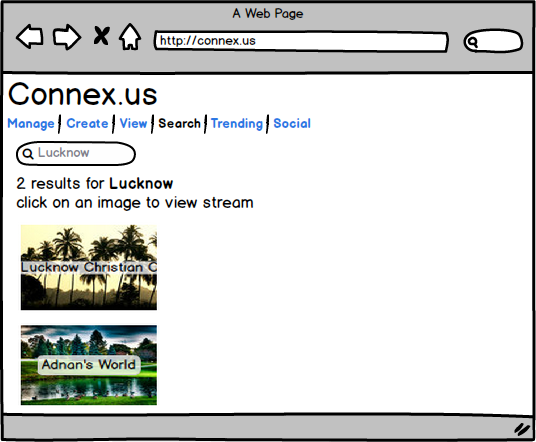 A Web Page
http://connex.us
Connex.us
Manage | Create | View | Search | Trending | Social
Lucknow
2 results for Lucknow
click on an image to view stream
Lucknow Christian C
Adnan's World